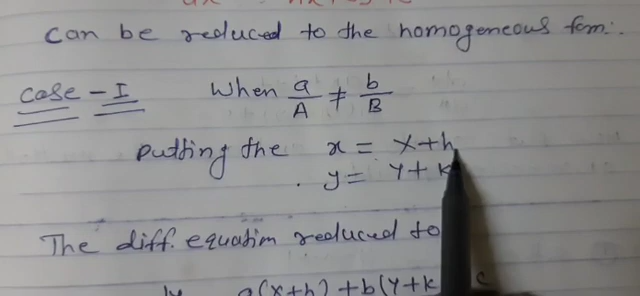 can be reduced to the homogeneous form:.
Case - I When a/A ≠ b/B
Putting the x = X+h
y = Y+k
The diff. equation reduced to
a(X+h) + b(Y+k c